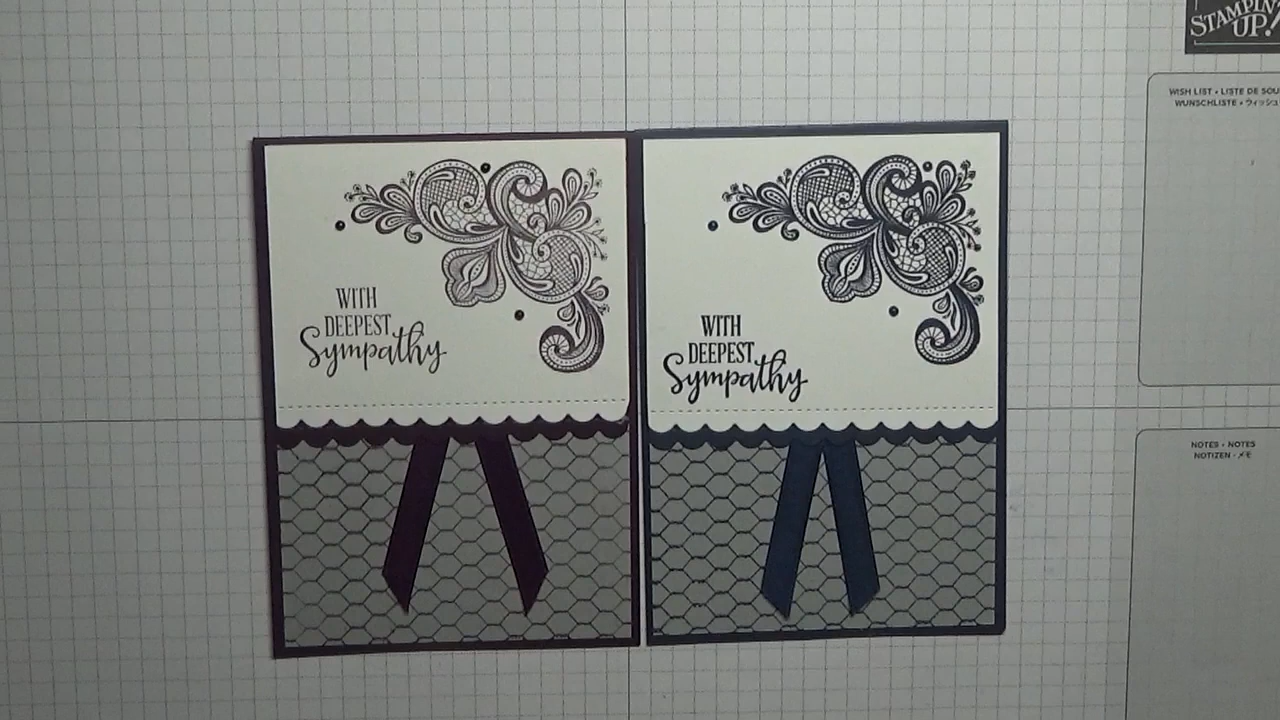 STAMPIN'
UP!
WISH LIST • LISTE DE
WUNSCHLISTE • ウィッシュ
WITH
DEEPEST
Sympathy
WITH
DEEPEST
Sympathy
NOTES • NOTES
NOTIZEN • メモ